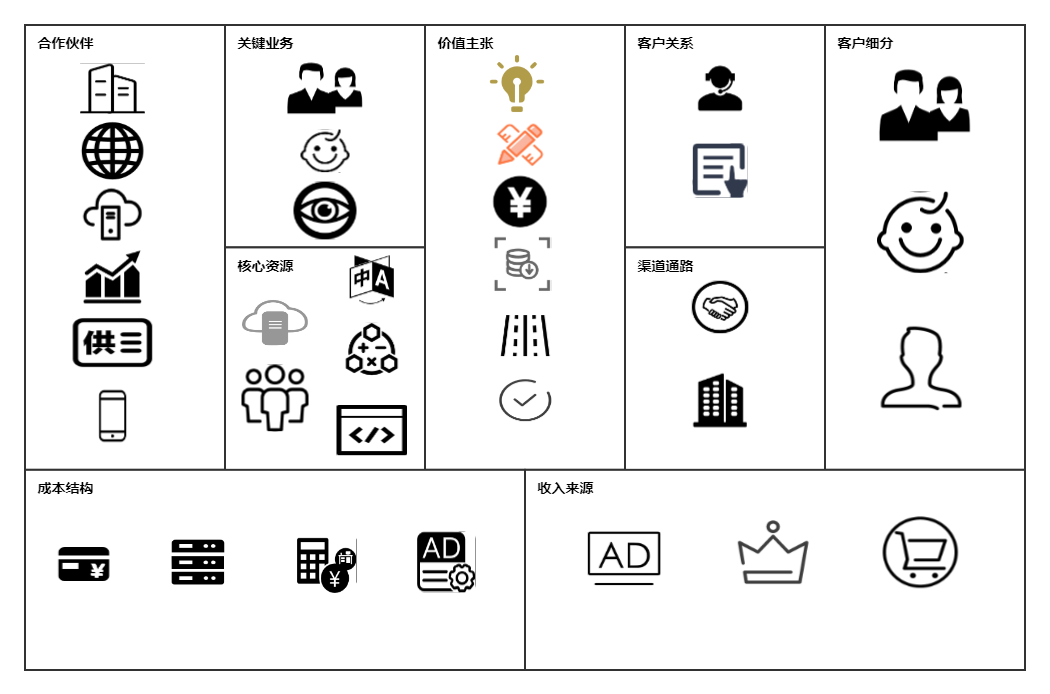 合作伙伴
关键业务
价值主张
客户关系
客户细分
¥
核心资源
中A
渠道通路
供
</>
成本结构
收入来源
¥
¥
AD
AD